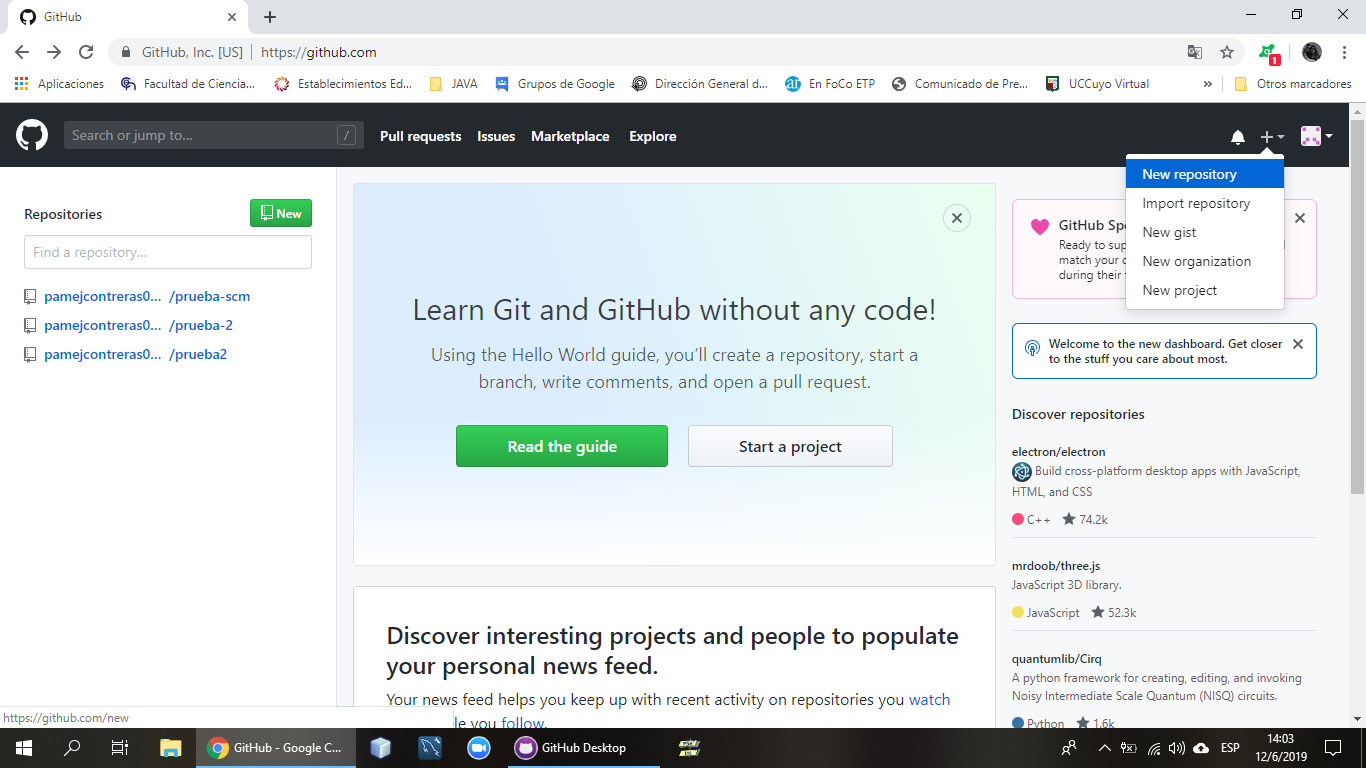 GitHub
GitHub, Inc. [US] | https://github.com
1
Aplicaciones
Facultad de Ciencia...
Establecimientos Ed...
JAVA
Grupos de Google
Dirección General d...
En FoCo ETP
Comunicado de Pre...
UCCuyo Virtual
»
Otros marcadores
Search or jump to...
/
Pull requests
Issues
Marketplace
Explore
New repository
Import repository
New gist
New organization
New project
Repositories
New
Find a repository...
pamejcontreras0... /prueba-scm
pamejcontreras0... /prueba-2
pamejcontreras0... /prueba2
Learn Git and GitHub without any code!
Using the Hello World guide, you’ll create a repository, start a
branch, write comments, and open a pull request.
Read the guide
Start a project
Discover interesting projects and people to populate
your personal news feed.
Your news feed helps you keep up with recent activity on repositories you watch
you follow.
GitHub
Ready to
match your
during their
Welcome to the new dashboard. Get closer
to the stuff you care about most.
Discover repositories
electron/electron
Build cross-platform desktop apps with JavaScript,
HTML, and CSS
C++ 74.2k
mrdoob/three.js
JavaScript 3D library.
JavaScript 52.3k
quantumlib/Cirq
A python framework for creating, editing, and invoking
Noisy Intermediate Scale Quantum (NISQ) circuits.
Python 1.6k
https://github.com/new
GitHub - Google C...
GitHub Desktop
ESP
14:03
12/6/2019